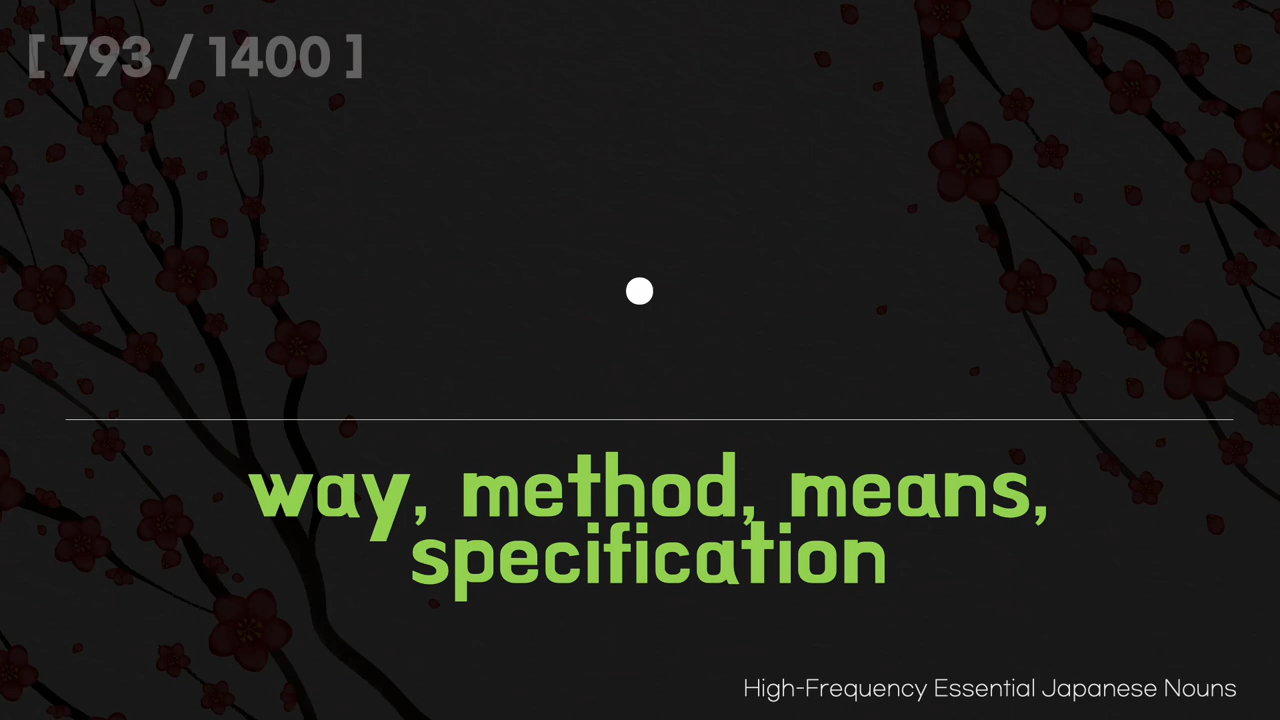 [ 793 / 1400 ]
way, method, means,
specification
High-Frequency Essential Japanese Nouns